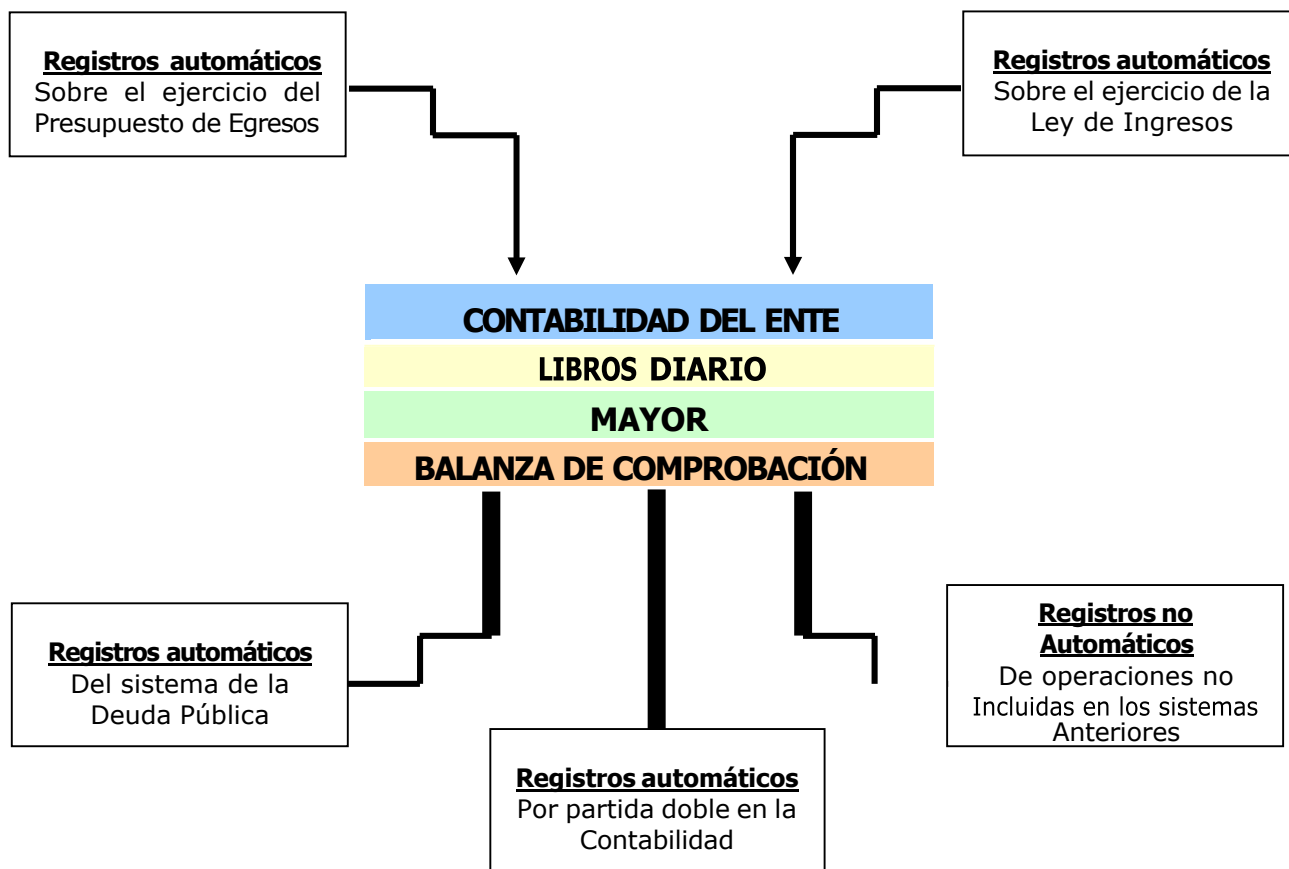 Registros automáticos
Sobre el ejercicio del
Presupuesto de Egresos
Registros automáticos
Sobre el ejercicio de la
Ley de Ingresos
CONTABILIDAD DEL ENTE
LIBROS DIARIO
MAYOR
BALANZA DE COMPROBACIÓN
Registros automáticos
Del sistema de la
Deuda Pública
Registros automáticos
Por partida doble en la
Contabilidad
Registros no
Automáticos
De operaciones no
Incluidas en los sistemas
Anteriores